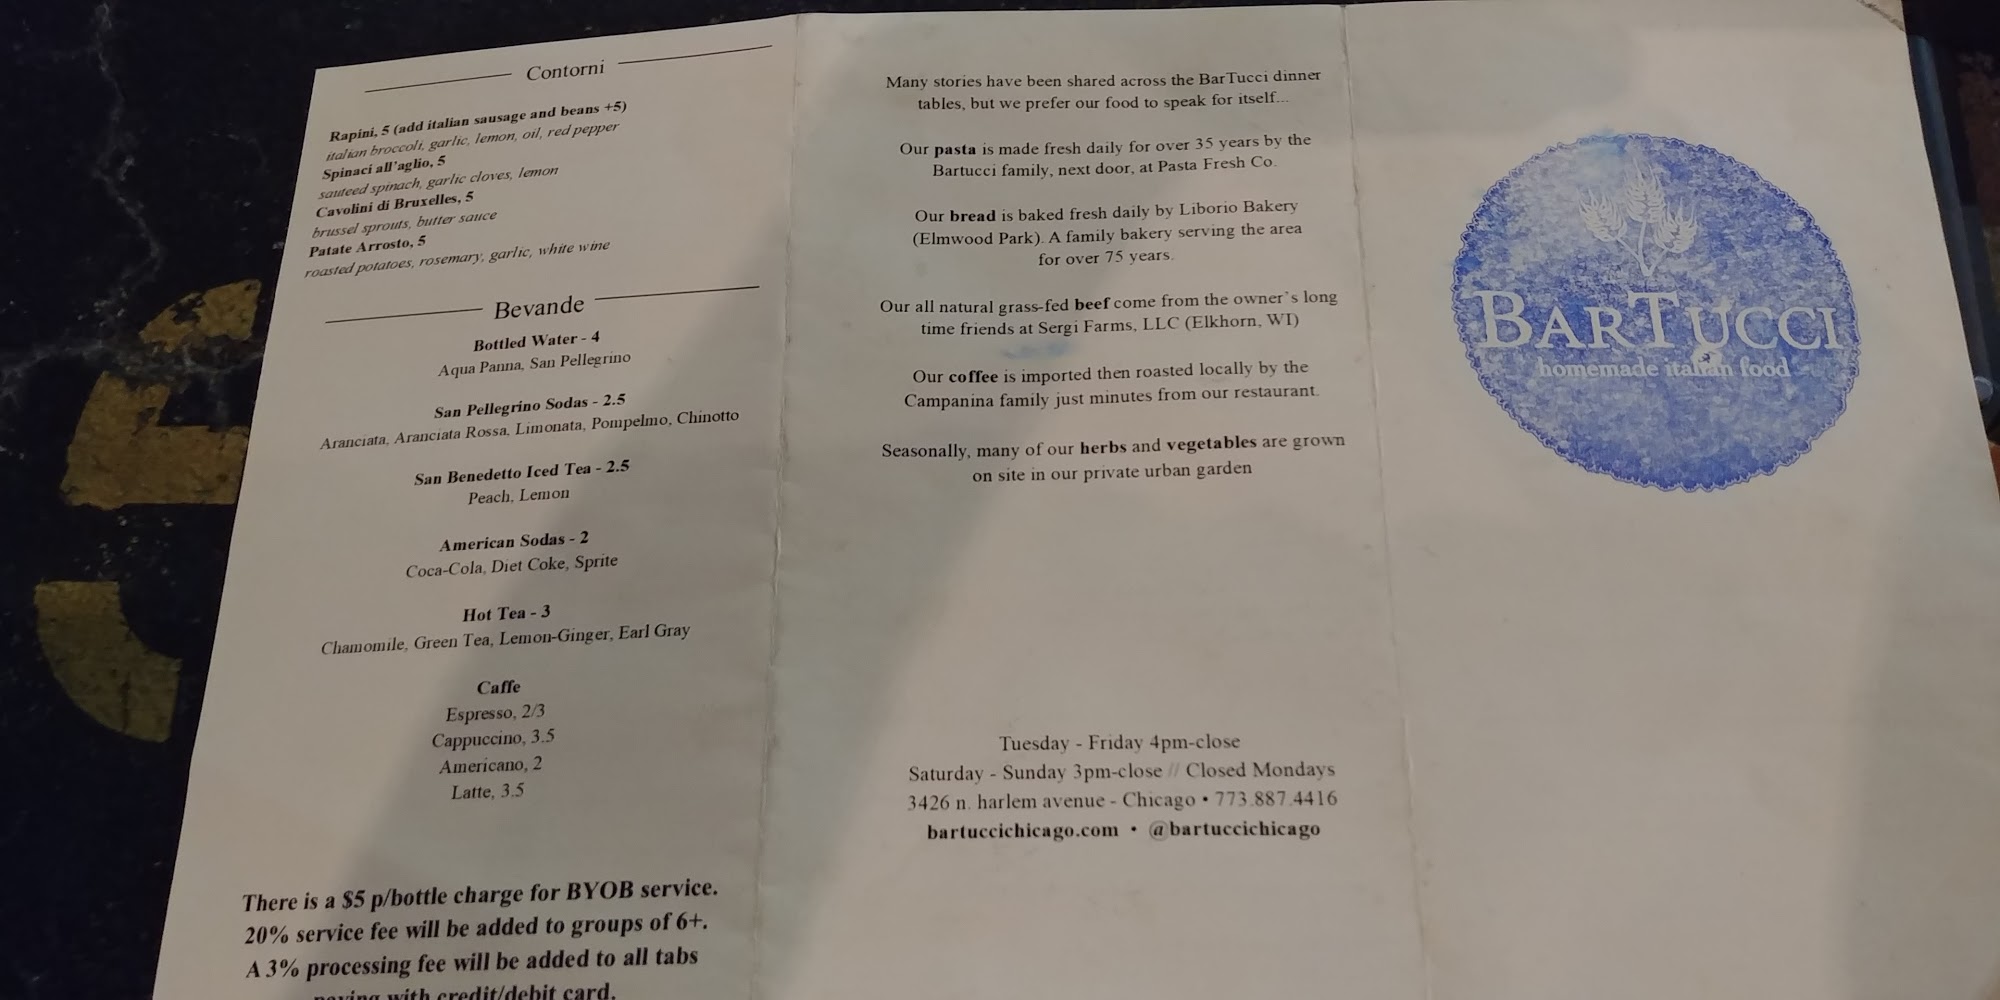 Contorni
Rapini, 5 (add italian sausage and beans +5)
italian broccoli, garlic, lemon, oil, red pepper
Spinaci all'aglio, 5
sauteed spinach, garlic cloves, lemon
Cavolini di Bruxelles, 5
brussel sprouts, butter sauce
Patate Arrosto, 5
roasted potatoes, rosemary, garlic, white wine
Bevande
Bottled Water - 4
Aqua Panna, San Pellegrino
San Pellegrino Sodas - 2.5
Aranciata, Aranciata Rossa, Limonata, Pompelmo, Chinotto
San Benedetto Iced Tea - 2.5
Peach, Lemon
American Sodas - 2
Coca-Cola, Diet Coke, Sprite
Hot Tea - 3
Chamomile, Green Tea, Lemon-Ginger, Earl Gray
Caffe
Espresso, 2/3
Cappuccino, 3.5
Americano, 2
Latte, 3.5
There is a $5 p/bottle charge for BYOB service.
20% service fee will be added to groups of 6+.
A 3% processing fee will be added to all tabs
paying with credit/debit card.
Many stories have been shared across the BarTucci dinner
tables, but we prefer our food to speak for itself...
Our pasta is made fresh daily for over 35 years by the
Bartucci family, next door, at Pasta Fresh Co.
Our bread is baked fresh daily by Liborio Bakery
(Elmwood Park). A family bakery serving the area
for over 75 years.
Our all natural grass-fed beef come from the owner's long
time friends at Sergi Farms, LLC (Elkhorn, WI)
Our coffee is imported then roasted locally by the
Campanina family just minutes from our restaurant.
Seasonally, many of our herbs and vegetables are grown
on site in our private urban garden
Tuesday - Friday 4pm-close
Saturday - Sunday 3pm-close // Closed Mondays
3426 n. harlem avenue - Chicago • 773.887.4416
bartuccichicago.com • @bartuccichicago
BARTUCCI
homemade italian food